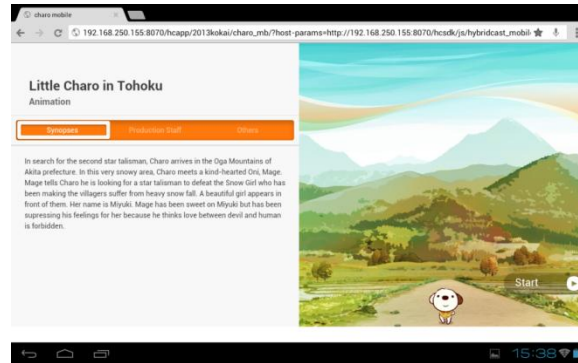 charo mobile
192.168.250.155:8070/hcapp/2013kokai/charo_mb/?host-params=http://192.168.250.155:8070/hcsdk/js/hybridcast_mobil
Little Charo in Tohoku
Animation
Synopses Production Staff Others
In search for the second star talisman, Charo arrives in the Oga Mountains of
Akita prefecture. In this very snowy area, Charo meets a kind-hearted Oni, Mage.
Mage tells Charo he is looking for a star talisman to defeat the Snow Girl who has
been making the villagers suffer from heavy snow fall. A beautiful girl appears in
front of them. Her name is Miyuki. Mage has been sweet on Miyuki but has been
supressing his feelings for her because he thinks love between devil and human
is forbidden.
Start
15:38